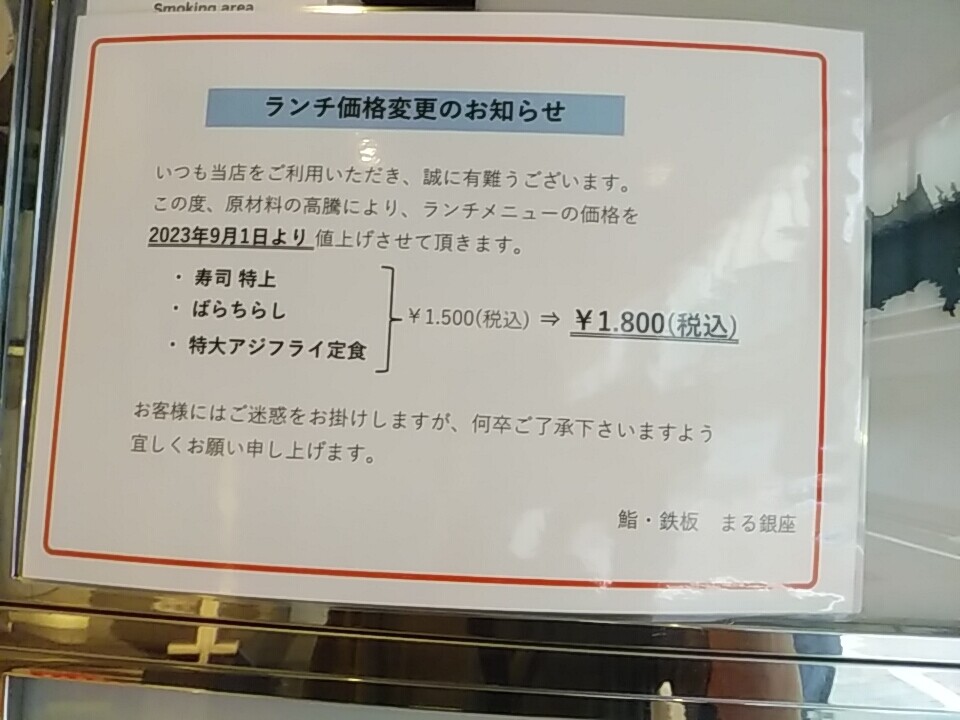 Smoking area
ランチ価格変更のお知らせ
いつも当店をご利用いただき、誠に有難うございます。
この度、原材料の高騰により、ランチメニューの価格を
2023年9月1日より値上げさせて頂きます。
・ 寿司 特上
・ ばらちらし
・ 特大アジフライ定食
￥1.500(税込) ⇒ ￥1.800(税込)
お客様にはご迷惑をお掛けしますが、何卒ご了承下さいますよう
宜しくお願い申し上げます。
鮨・鉄板　まる銀座